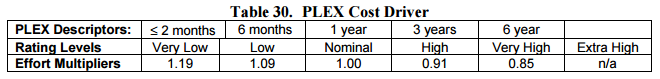 Table 30. PLEX Cost Driver
PLEX Descriptors: ≤ 2 months 6 months 1 year 3 years 6 year
Rating Levels Very Low Low Nominal High Very High Extra High
Effort Multipliers 1.19 1.09 1.00 0.91 0.85 n/a